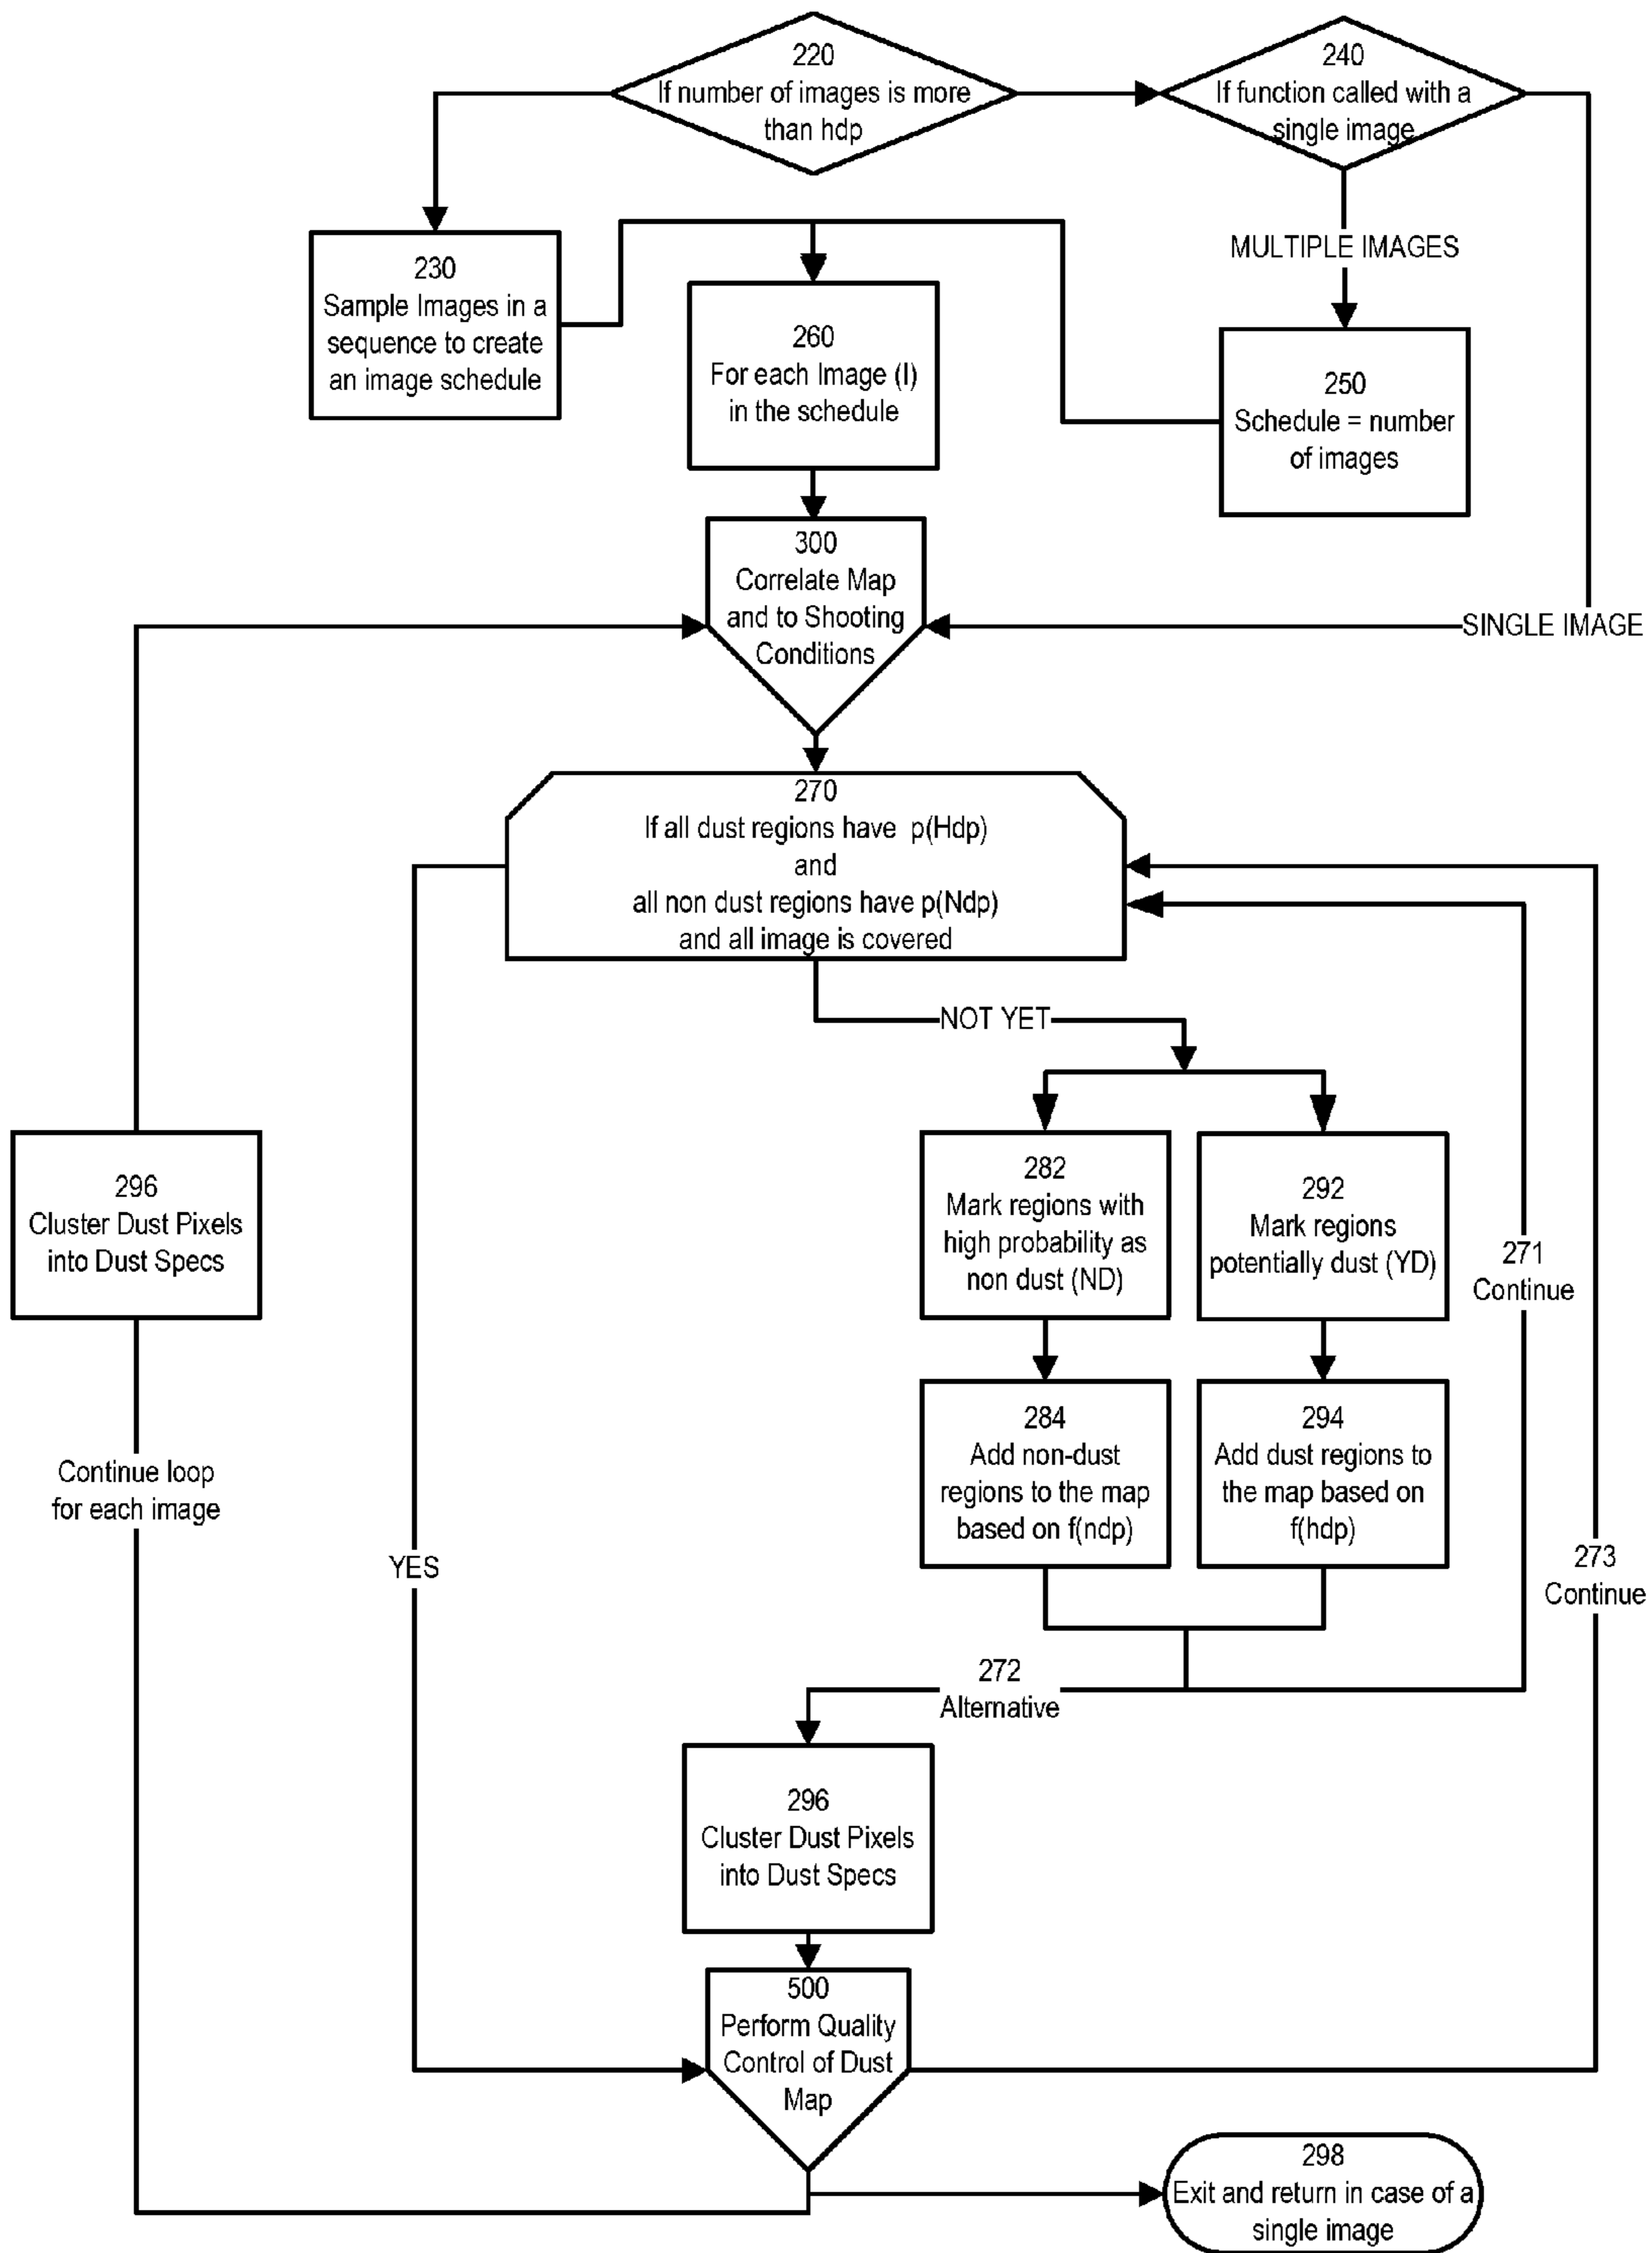 220
If number of images is more
than hdp
240
If function called with a
single image
230
Sample Images in a
sequence to create
an image schedule
MULTIPLE IMAGES
260
For each Image (I)
in the schedule
250
Schedule = number
of images
300
Correlate Map
and to Shooting
Conditions
SINGLE IMAGE
270
If all dust regions have p(Hdp)
and
all non dust regions have p(Ndp)
and all image is covered
NOT YET
296
Cluster Dust Pixels
into Dust Specs
282
Mark regions with
high probability as
non dust (ND)
292
Mark regions
potentially dust (YD)
271
Continue
284
Add non-dust
regions to the map
based on f(ndp)
294
Add dust regions to
the map based on
f(hdp)
Continue loop
for each image
YES
273
Continue
272
Alternative
296
Cluster Dust Pixels
into Dust Specs
500
Perform Quality
Control of Dust
Map
298
Exit and return in case of a
single image